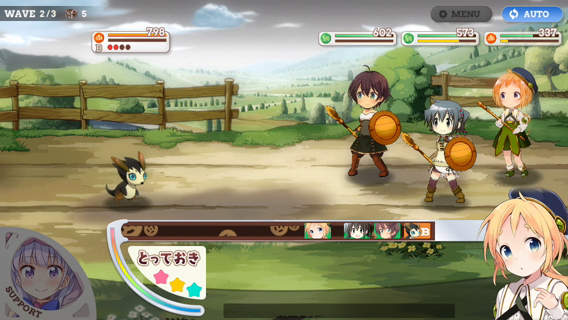 WAVE 2/3 5
MENU
AUTO
798
B
602
573
337
B
とっておき
SUPPORT